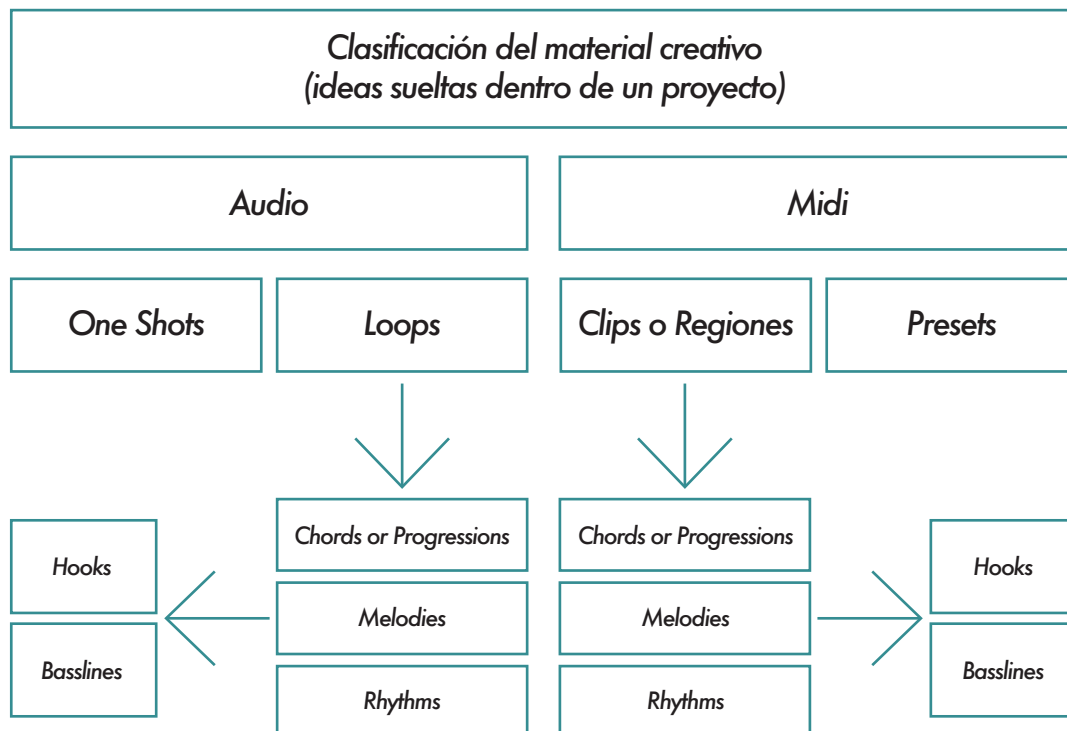 Clasificación del material creativo
(ideas sueltas dentro de un proyecto)
Audio
Midi
One Shots
Loops
Clips o Regiones
Presets
Chords or Progressions
Melodies
Rhythms
Hooks
Basslines
Chords or Progressions
Melodies
Rhythms
Hooks
Basslines